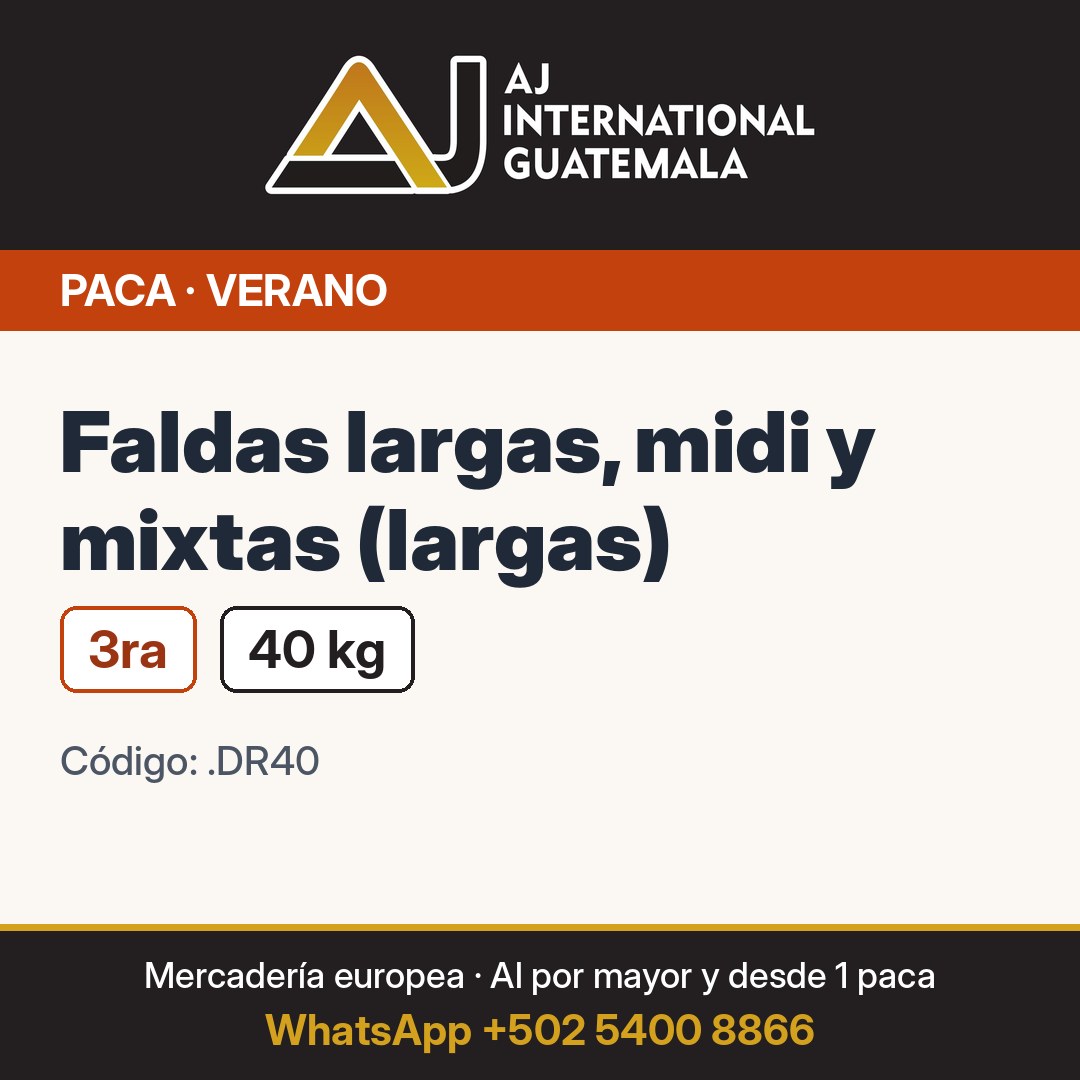 AJ
INTERNATIONAL
GUATEMALA
PACA · VERANO
Faldas largas, midi y
mixtas (largas)
3ra
40 kg
Código: .DR40
Mercadería europea · Al por mayor y desde 1 paca
WhatsApp +502 5400 8866